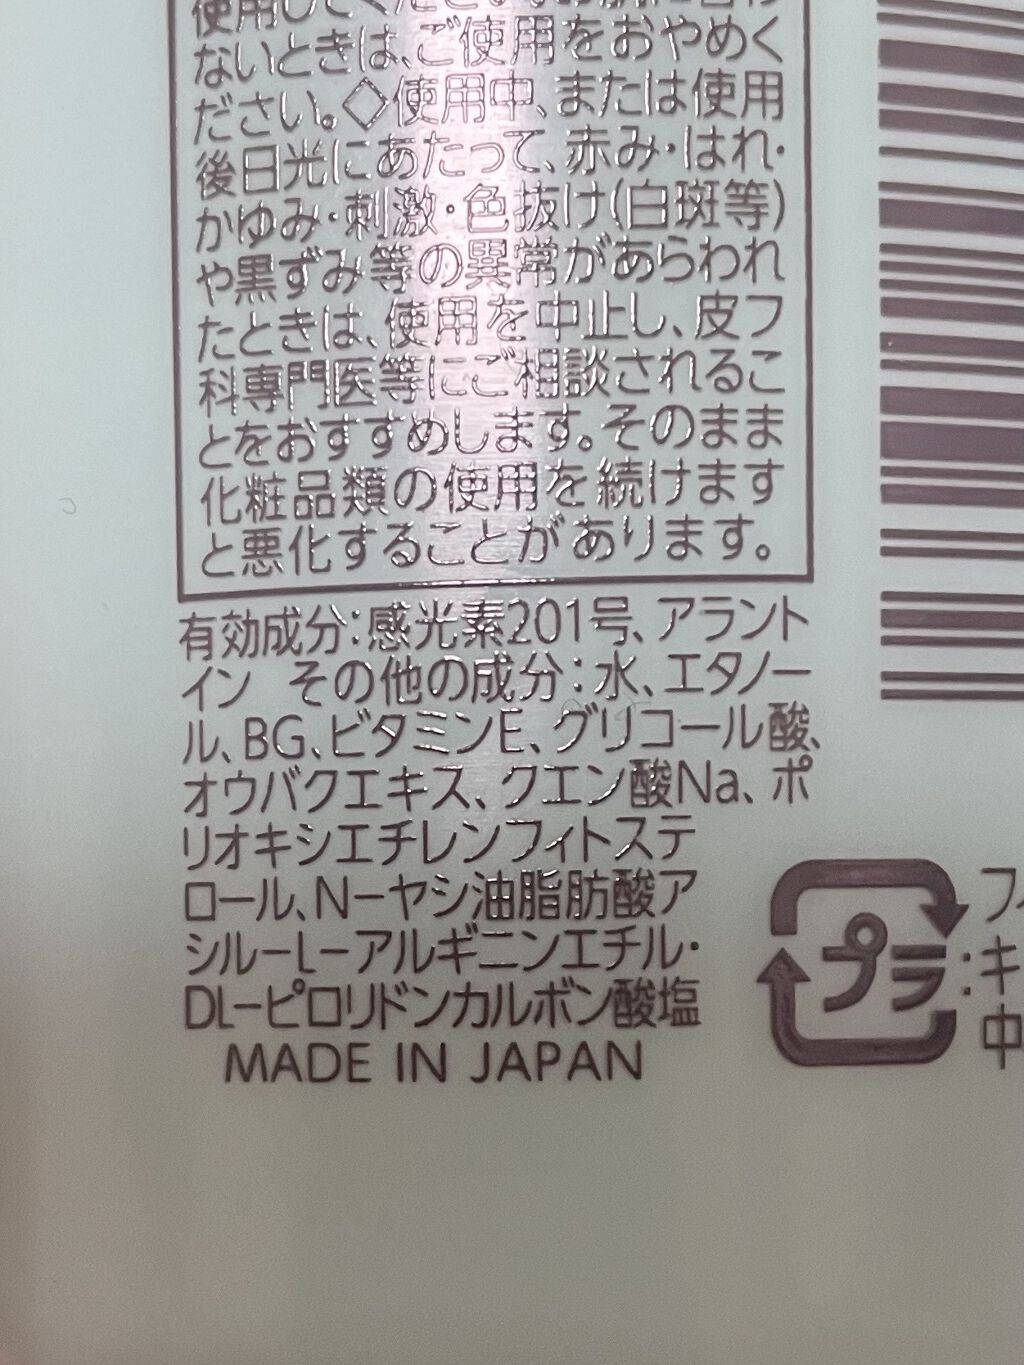 ないときは、ご使用をおやめく
ださい。◇使用中、または使用
後日光にあたって、赤み・はれ・
かゆみ・刺激・色抜け(白斑等)
や黒ずみ等の異常があらわれ
たときは、使用を中止し、皮フ
科専門医等にご相談されるこ
とをおすすめします。そのまま
化粧品類の使用を続けます
と悪化することがあります。
有効成分:感光素201号、アラント
イン その他の成分:水、エタノー
ル、BG、ビタミンE、グリコール酸、
オウバクエキス、クエン酸Na、ポ
リオキシエチレンフィトステ
ロール、N-ヤシ油脂肪酸ア
シル-L-アルギニンエチル・
DL-ピロリドンカルボン酸塩
MADE IN JAPAN
プラ
:キ
中